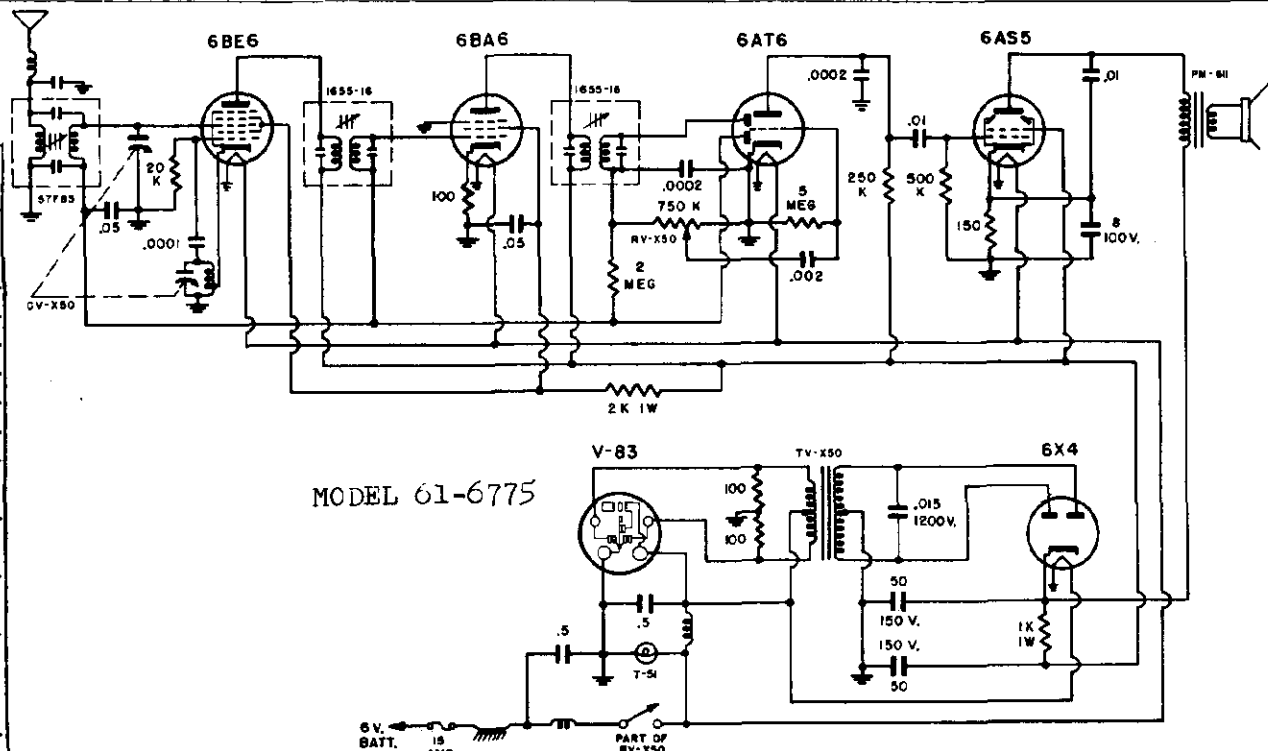 6BE6
6BA6
6AT6
6AS5
1655-16
1655-16
.0002
.01
PM-611
20
K
57F83
.05
.0001
100
.05
.0002
750 K
RV-X50
5
MEG
.002
2
MEG
250
K
.01
500
K
150
8
100V.
CV-X50
2K 1W
MODEL 61-6775
V-83
TV-X50
6X4
100
100
.015
1200V.
50
150 V.
150 V.
50
1K
1W
.5
.5
T-51
6 V.
BATT.
15
PART OF
RV-X50